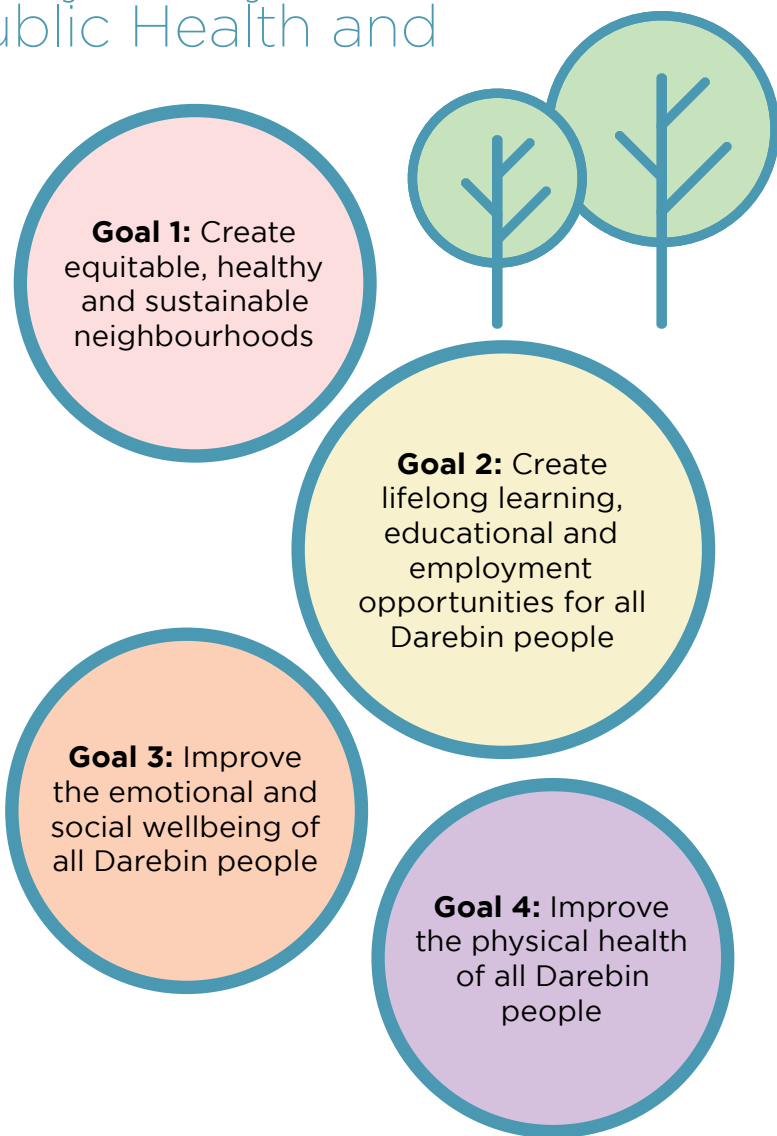 Health and
Goal 1: Create
equitable, healthy
and sustainable
neighbourhoods
Goal 2: Create
lifelong learning,
educational and
employment
opportunities for all
Darebin people
Goal 3: Improve
the emotional and
social wellbeing of
all Darebin people
Goal 4: Improve
the physical health
of all Darebin
people